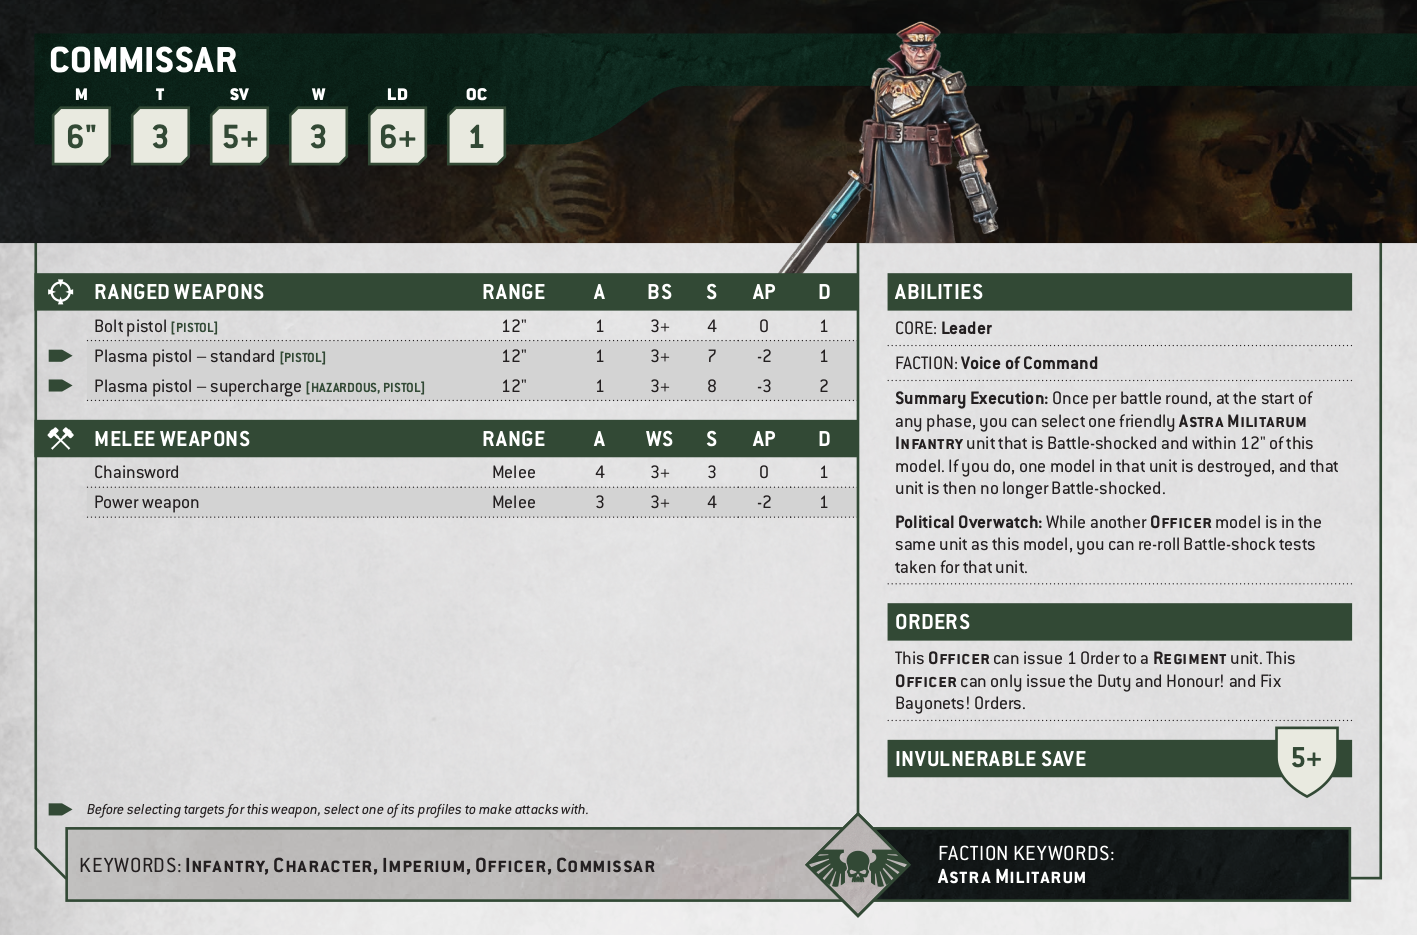 COMMISSAR
M T SV W LD OC
6" 3 5+ 3 6+ 1
RANGED WEAPONS RANGE A BS S AP D
Bolt pistol [PISTOL] 12" 1 3+ 4 0 1
Plasma pistol – standard [PISTOL] 12" 1 3+ 7 -2 1
Plasma pistol – supercharge [HAZARDOUS, PISTOL] 12" 1 3+ 8 -3 2
MELEE WEAPONS RANGE A WS S AP D
Chainsword Melee 4 3+ 3 0 1
Power weapon Melee 3 3+ 4 -2 1
Before selecting targets for this weapon, select one of its profiles to make attacks with.
ABILITIES
CORE: Leader
FACTION: Voice of Command
Summary Execution: Once per battle round, at the start of
any phase, you can select one friendly ASTRA MILITARUM
INFANTRY unit that is Battle-shocked and within 12" of this
model. If you do, one model in that unit is destroyed, and that
unit is then no longer Battle-shocked.
Political Overwatch: While another OFFICER model is in the
same unit as this model, you can re-roll Battle-shock tests
taken for that unit.
ORDERS
This OFFICER can issue 1 Order to a REGIMENT unit. This
OFFICER can only issue the Duty and Honour! and Fix
Bayonets! Orders.
INVULNERABLE SAVE 5+
KEYWORDS: INFANTRY, CHARACTER, IMPERIUM, OFFICER, COMMISSAR
FACTION KEYWORDS:
ASTRA MILITARUM